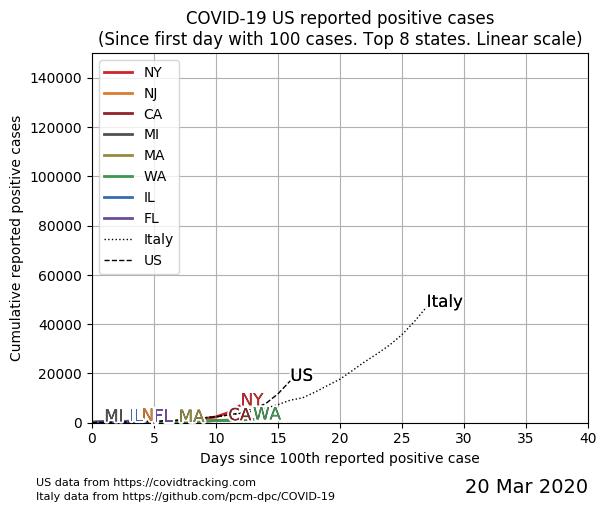 COVID-19 US reported positive cases
(Since first day with 100 cases. Top 8 states. Linear scale)
Cumulative reported positive cases
140000
120000
100000
80000
60000
40000
20000
0
NY
NJ
CA
MI
MA
WA
IL
FL
Italy
US
Italy
US
NY
MI IL N FL MA CA WA
0 5 10 15 20 25 30 35 40
Days since 100th reported positive case
US data from https://covidtracking.com
Italy data from https://github.com/pcm-dpc/COVID-19
20 Mar 2020